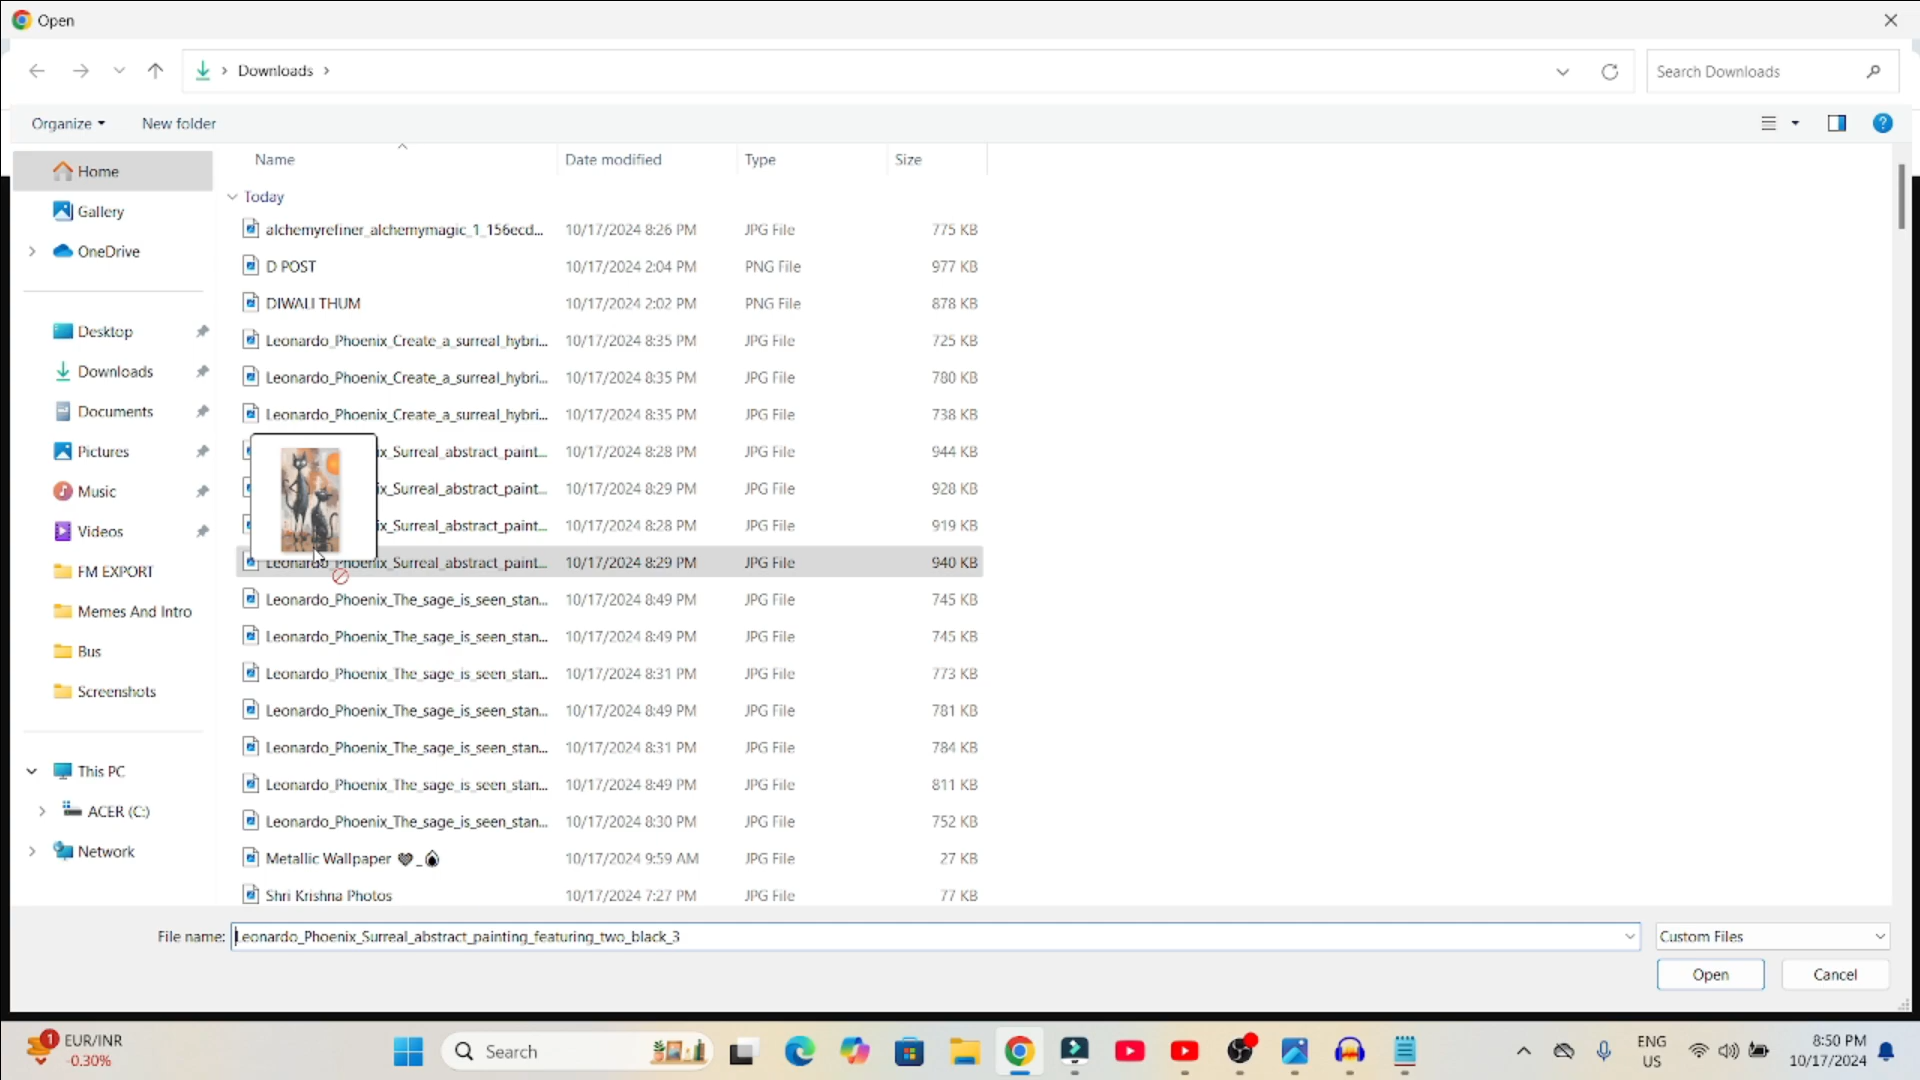 Open
Downloads
Search Downloads
Organize
New folder
Name
Date modified
Type
Size
Home
Gallery
OneDrive
Desktop
Downloads
Documents
Pictures
Music
Videos
FM EXPORT
Memes And Intro
Bus
Screenshots
This PC
ACER (C:)
Network
Today
alchemyrefiner_alchemymagic_1_156ecd... 10/17/2024 8:26 PM JPG File 775 KB
D POST 10/17/2024 2:04 PM PNG File 977 KB
DIWALI THUM 10/17/2024 2:02 PM PNG File 878 KB
Leonardo_Phoenix_Create_a_surreal_hybri... 10/17/2024 8:35 PM JPG File 725 KB
Leonardo_Phoenix_Create_a_surreal_hybri... 10/17/2024 8:35 PM JPG File 780 KB
Leonardo_Phoenix_Create_a_surreal_hybri... 10/17/2024 8:35 PM JPG File 738 KB
ix_Surreal_abstract_paint... 10/17/2024 8:28 PM JPG File 944 KB
ix_Surreal_abstract_paint... 10/17/2024 8:29 PM JPG File 928 KB
ix_Surreal_abstract_paint... 10/17/2024 8:28 PM JPG File 919 KB
Leonardo_Phoenix_Surreal_abstract_paint... 10/17/2024 8:29 PM JPG File 940 KB
Leonardo_Phoenix_The_sage_is_seen_stan... 10/17/2024 8:49 PM JPG File 745 KB
Leonardo_Phoenix_The_sage_is_seen_stan... 10/17/2024 8:49 PM JPG File 745 KB
Leonardo_Phoenix_The_sage_is_seen_stan... 10/17/2024 8:31 PM JPG File 773 KB
Leonardo_Phoenix_The_sage_is_seen_stan... 10/17/2024 8:49 PM JPG File 781 KB
Leonardo_Phoenix_The_sage_is_seen_stan... 10/17/2024 8:31 PM JPG File 784 KB
Leonardo_Phoenix_The_sage_is_seen_stan... 10/17/2024 8:49 PM JPG File 811 KB
Leonardo_Phoenix_The_sage_is_seen_stan... 10/17/2024 8:30 PM JPG File 752 KB
Metallic Wallpaper 🖤_💧 10/17/2024 9:59 AM JPG File 27 KB
Shri Krishna Photos 10/17/2024 7:27 PM JPG File 77 KB
File name: Leonardo_Phoenix_Surreal_abstract_painting_featuring_two_black_3
Custom Files
Open
Cancel
1
EUR/INR
-0.30%
Search
ENG
US
8:50 PM
10/17/2024